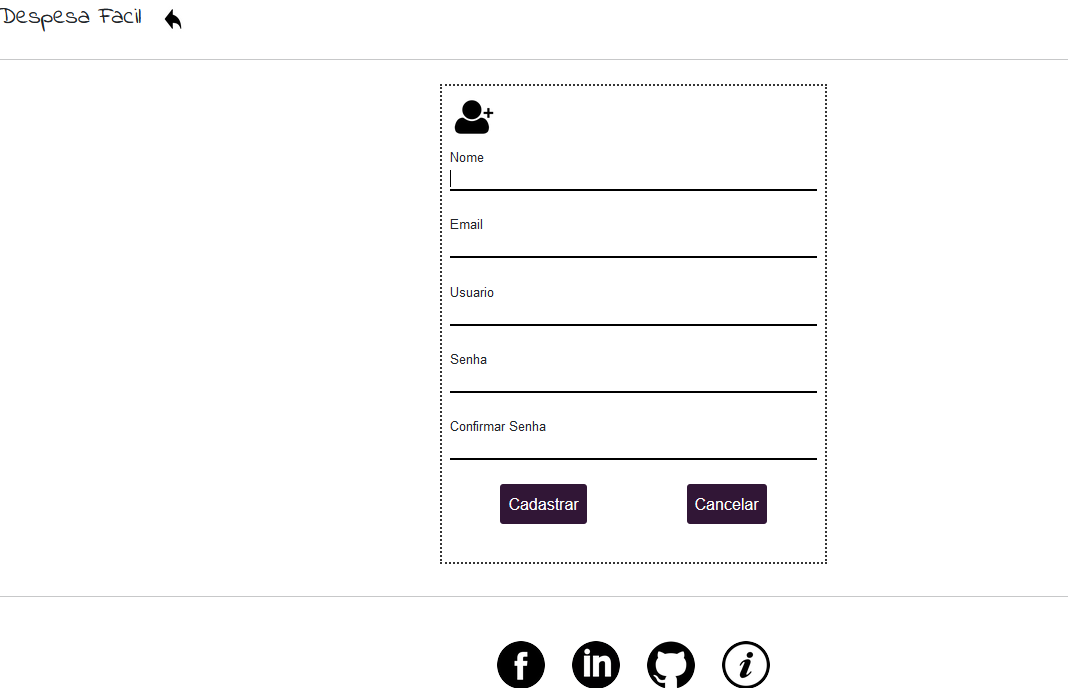 Despesa Facil
Nome
Email
Usuario
Senha
Confirmar Senha
Cadastrar Cancelar